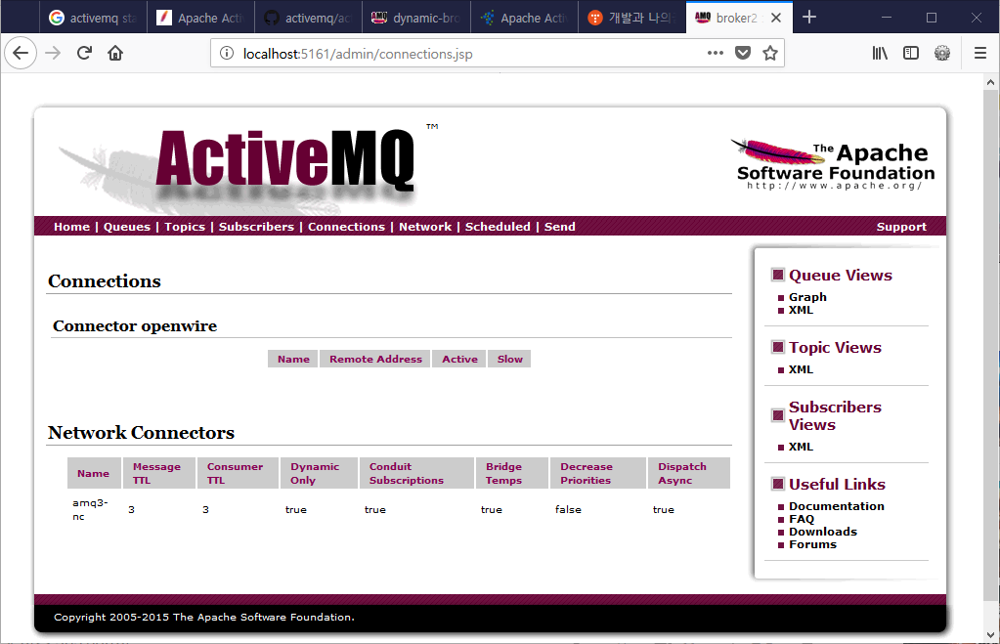 activemq sta
Apache Acti
activemq/ac
dynamic-bro
Apache Acti
개발과 나의
broker2 :
localhost:5161/admin/connections.jsp
ActiveMQ ™
The Apache
Software Foundation
http://www.apache.org/
Home | Queues | Topics | Subscribers | Connections | Network | Scheduled | Send
Support
Connections
Connector openwire
Name Remote Address Active Slow
Network Connectors
Name Message TTL Consumer TTL Dynamic Only Conduit Subscriptions Bridge Temps Decrease Priorities Dispatch Async
amq3-nc 3 3 true true true false true
Queue Views
Graph
XML
Topic Views
XML
Subscribers
Views
XML
Useful Links
Documentation
FAQ
Downloads
Forums
Copyright 2005-2015 The Apache Software Foundation.